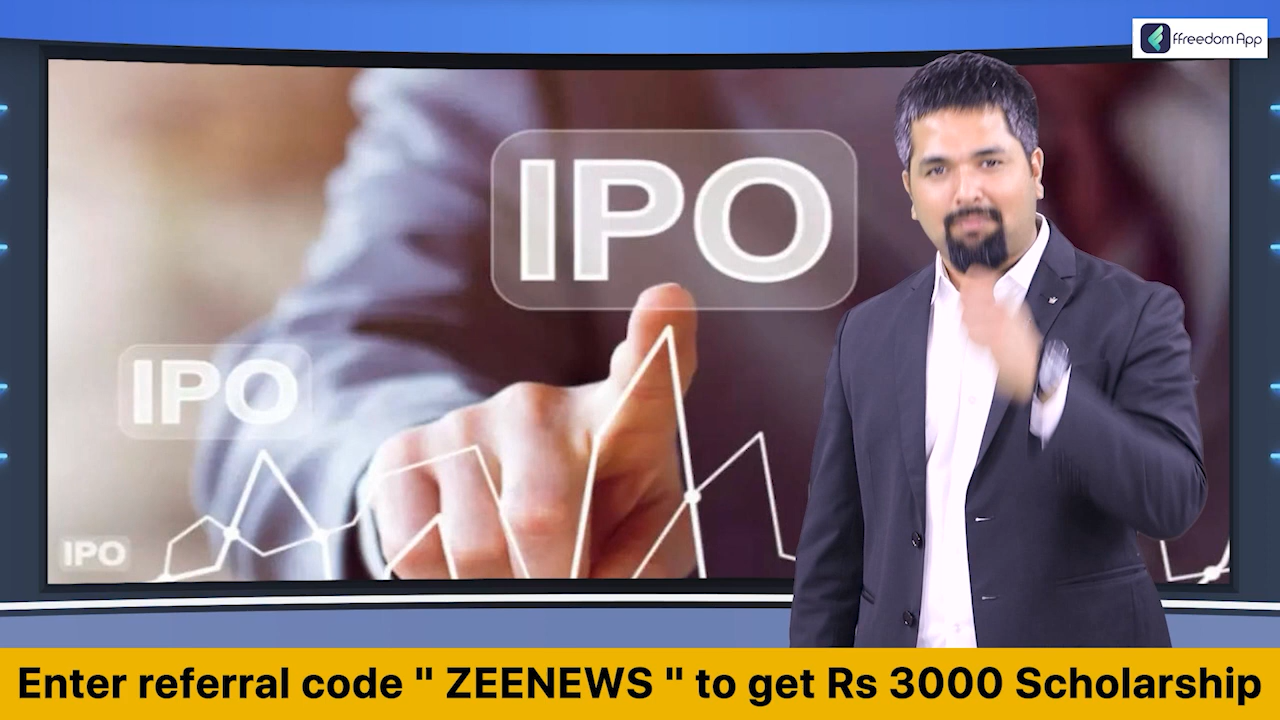 ffreedom App
IPO
IPO
IPO
Enter referral code " ZEENEWS " to get Rs 3000 Scholarship